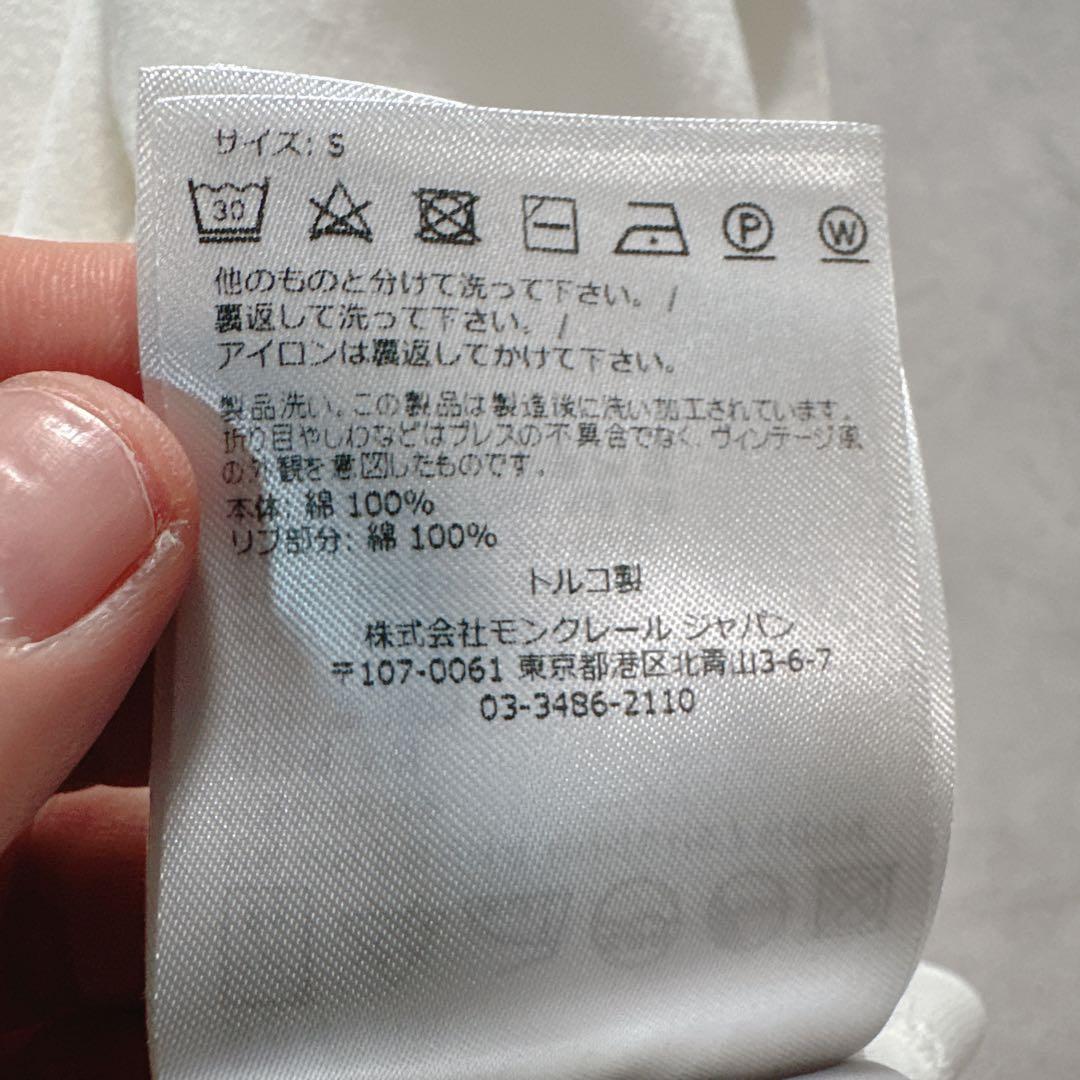 サイズ: S
30
P W
他のものと分けて洗って下さい。 /
裏返して洗って下さい。 /
アイロンは裏返してかけて下さい。
製品洗い。この製品は製造後に洗い加工されています。
折り目やしわなどはプレスの不具合でなく、ヴィンテージ風
の外観を意図したものです。
本体: 綿 100%
リブ部分: 綿 100%
トルコ製
株式会社モンクレール ジャパン
〒107-0061 東京都港区北青山3-6-7
03-3486-2110